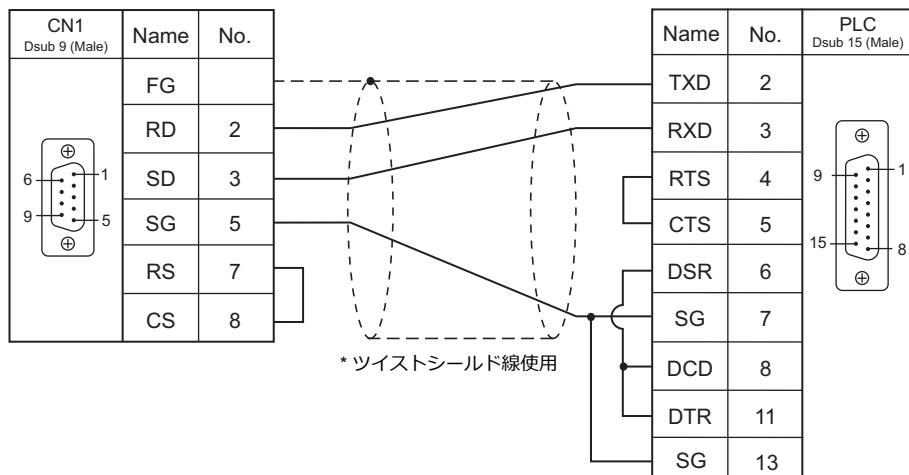 CN1
Dsub 9 (Male)
Name No.
FG
RD 2
SD 3
SG 5
RS 7
CS 8
6 1
9 5
* ツイストシールド線使用
Name No.
PLC
Dsub 15 (Male)
TXD 2
RXD 3
RTS 4
CTS 5
DSR 6
SG 7
DCD 8
DTR 11
SG 13
9 1
15 8